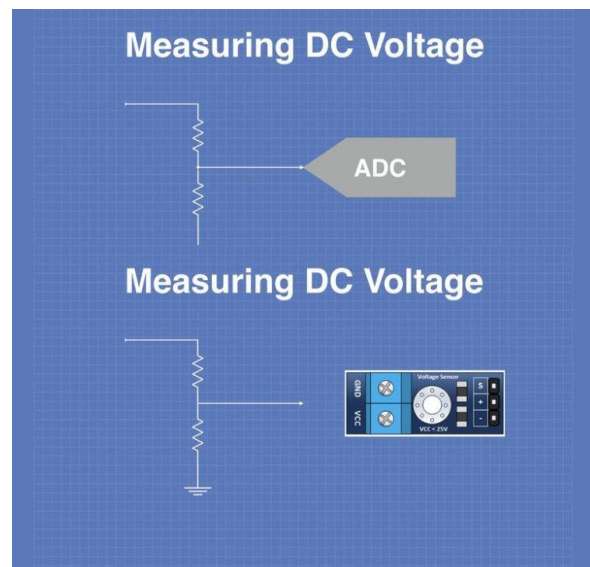 Measuring DC Voltage
ADC
Measuring DC Voltage
Voltage Sensor
GND
VCC
S
+
-
VCC < 25V